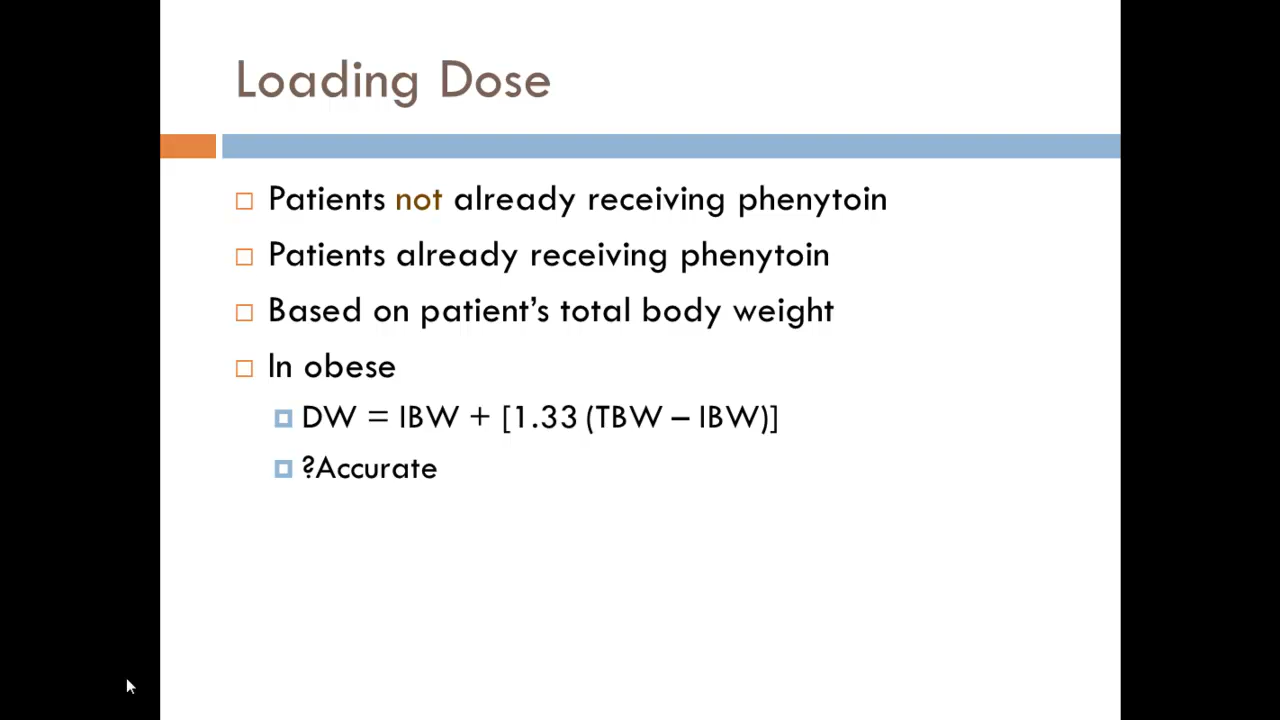 Loading Dose
Patients not already receiving phenytoin
Patients already receiving phenytoin
Based on patient’s total body weight
In obese
DW = IBW + [1.33 (TBW – IBW)]
?Accurate